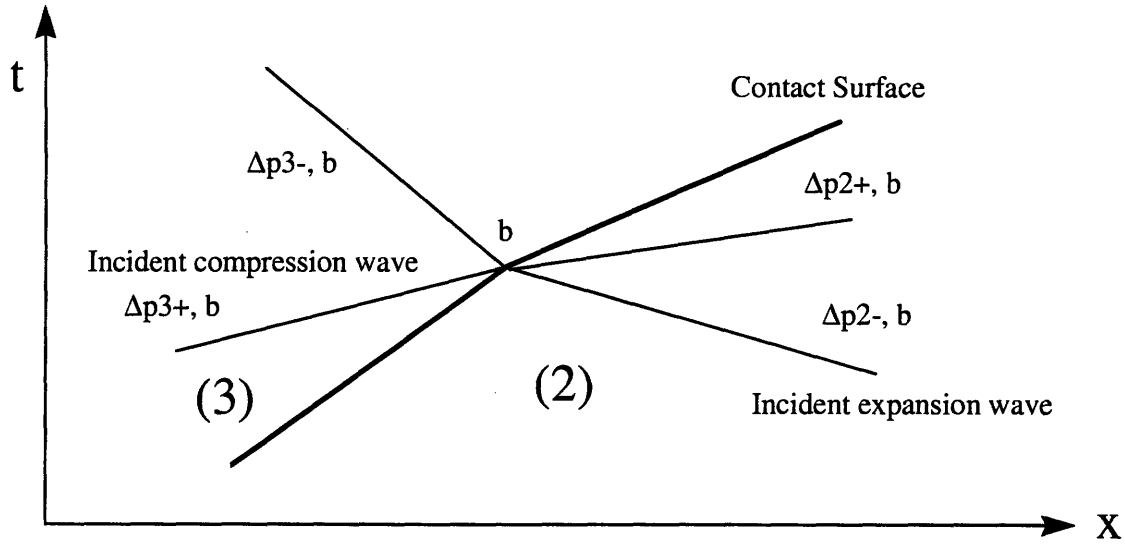 t
Contact Surface
Δp3-, b
Δp2+, b
b
Incident compression wave
Δp3+, b
Δp2-, b
(3)
(2)
Incident expansion wave
X